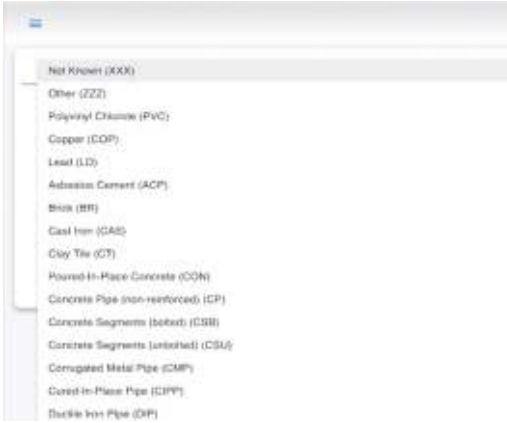 Not Known (XXX)
Other (ZZZ)
Polyvinyl Chloride (PVC)
Copper (COP)
Lead (LD)
Asbestos Cement (ACP)
Brick (BR)
Cast Iron (CAS)
Clay Tile (CT)
Poured-In-Place Concrete (CON)
Concrete Pipe (non-reinforced) (CP)
Concrete Segments (bolted) (CSB)
Concrete Segments (unbolted) (CSU)
Corrugated Metal Pipe (CMP)
Cured-In-Place Pipe (CIPP)
Ductile Iron Pipe (DIP)